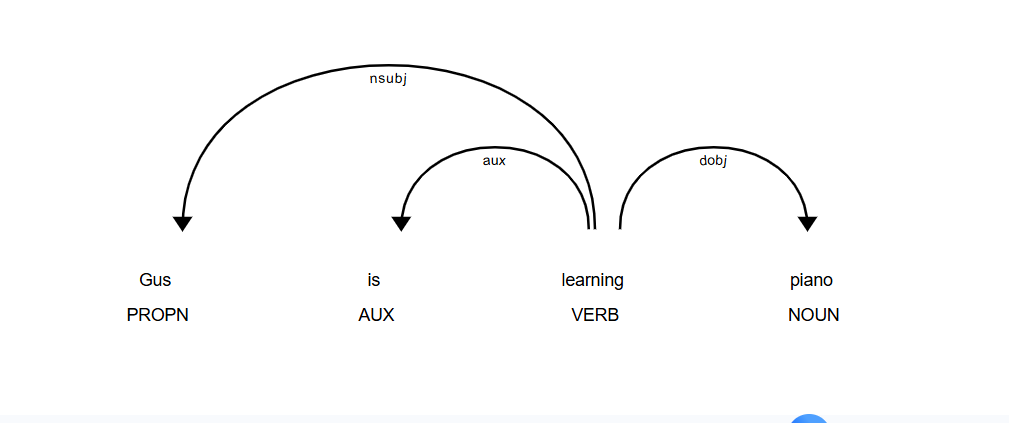 nsubj
aux dobj
Gus is learning piano
PROPN AUX VERB NOUN